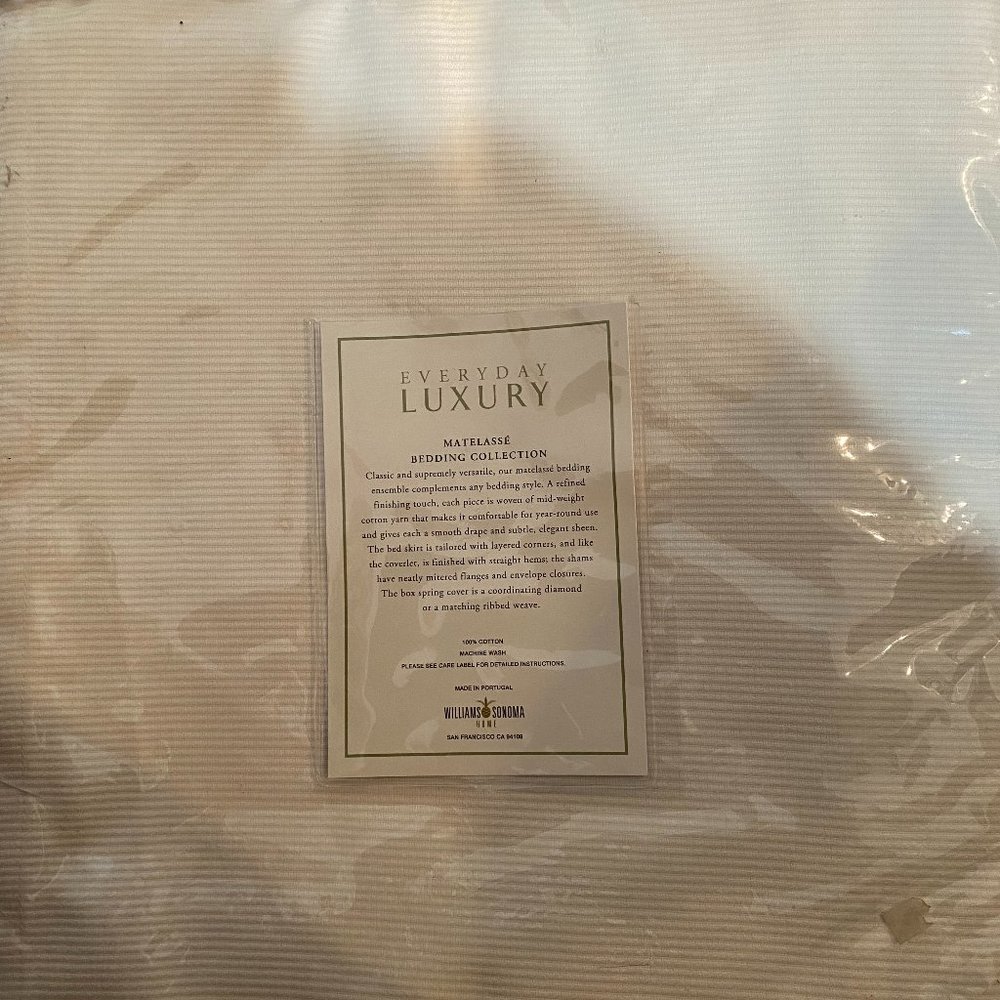 EVERYDAY
LUXURY
MATELASSÉ
BEDDING COLLECTION
Classic and supremely versatile, our matelassé bedding
ensemble complements any bedding style. A refined
finishing touch, each piece is woven of mid-weight
cotton yarn that makes it comfortable for year-round use
and gives each a smooth drape and subtle, elegant sheen.
The bed skirt is tailored with layered corners, and like
the coverlet, is finished with straight hems; the shams
have neatly mitered flanges and envelope closures.
The box spring cover is a coordinating diamond
or a matching ribbed weave.
100% COTTON
MACHINE WASH
PLEASE SEE CARE LABEL FOR DETAILED INSTRUCTIONS.
MADE IN PORTUGAL
WILLIAMS SONOMA
HOME
SAN FRANCISCO CA 94109